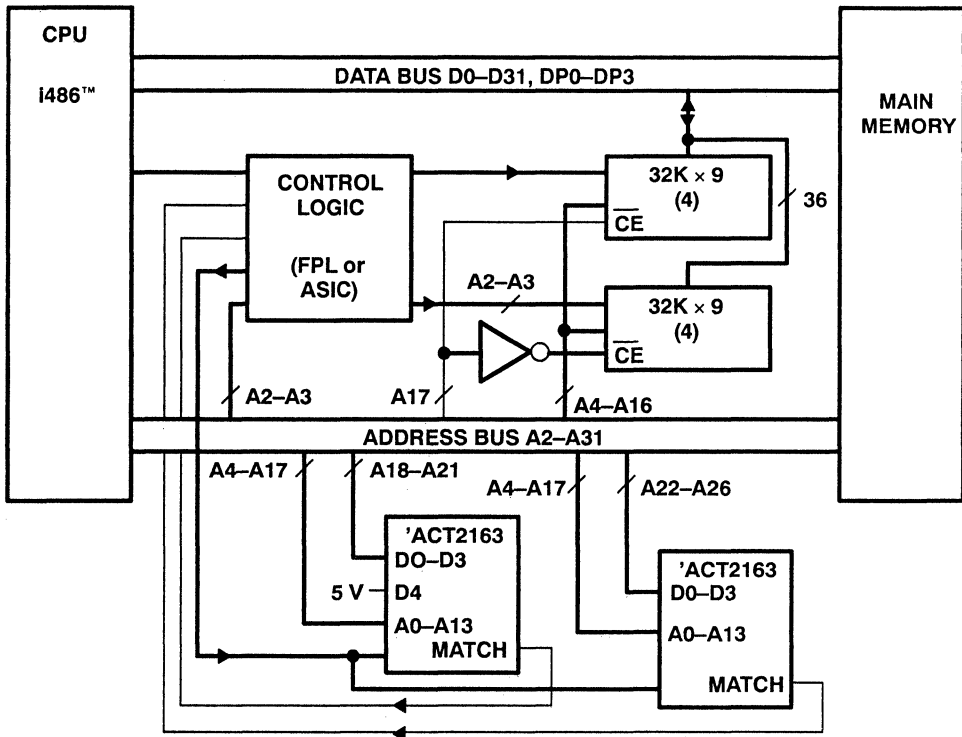 CPU
i486™
DATA BUS D0–D31, DP0–DP3
MAIN
MEMORY
CONTROL
LOGIC
(FPL or
ASIC)
32K × 9
(4)
CE
36
A2–A3
32K × 9
(4)
CE
A2–A3
A17
A4–A16
ADDRESS BUS A2–A31
A4–A17
A18–A21
A4–A17
A22–A26
'ACT2163
DO–D3
5 V
D4
A0–A13
MATCH
'ACT2163
D0–D3
A0–A13
MATCH